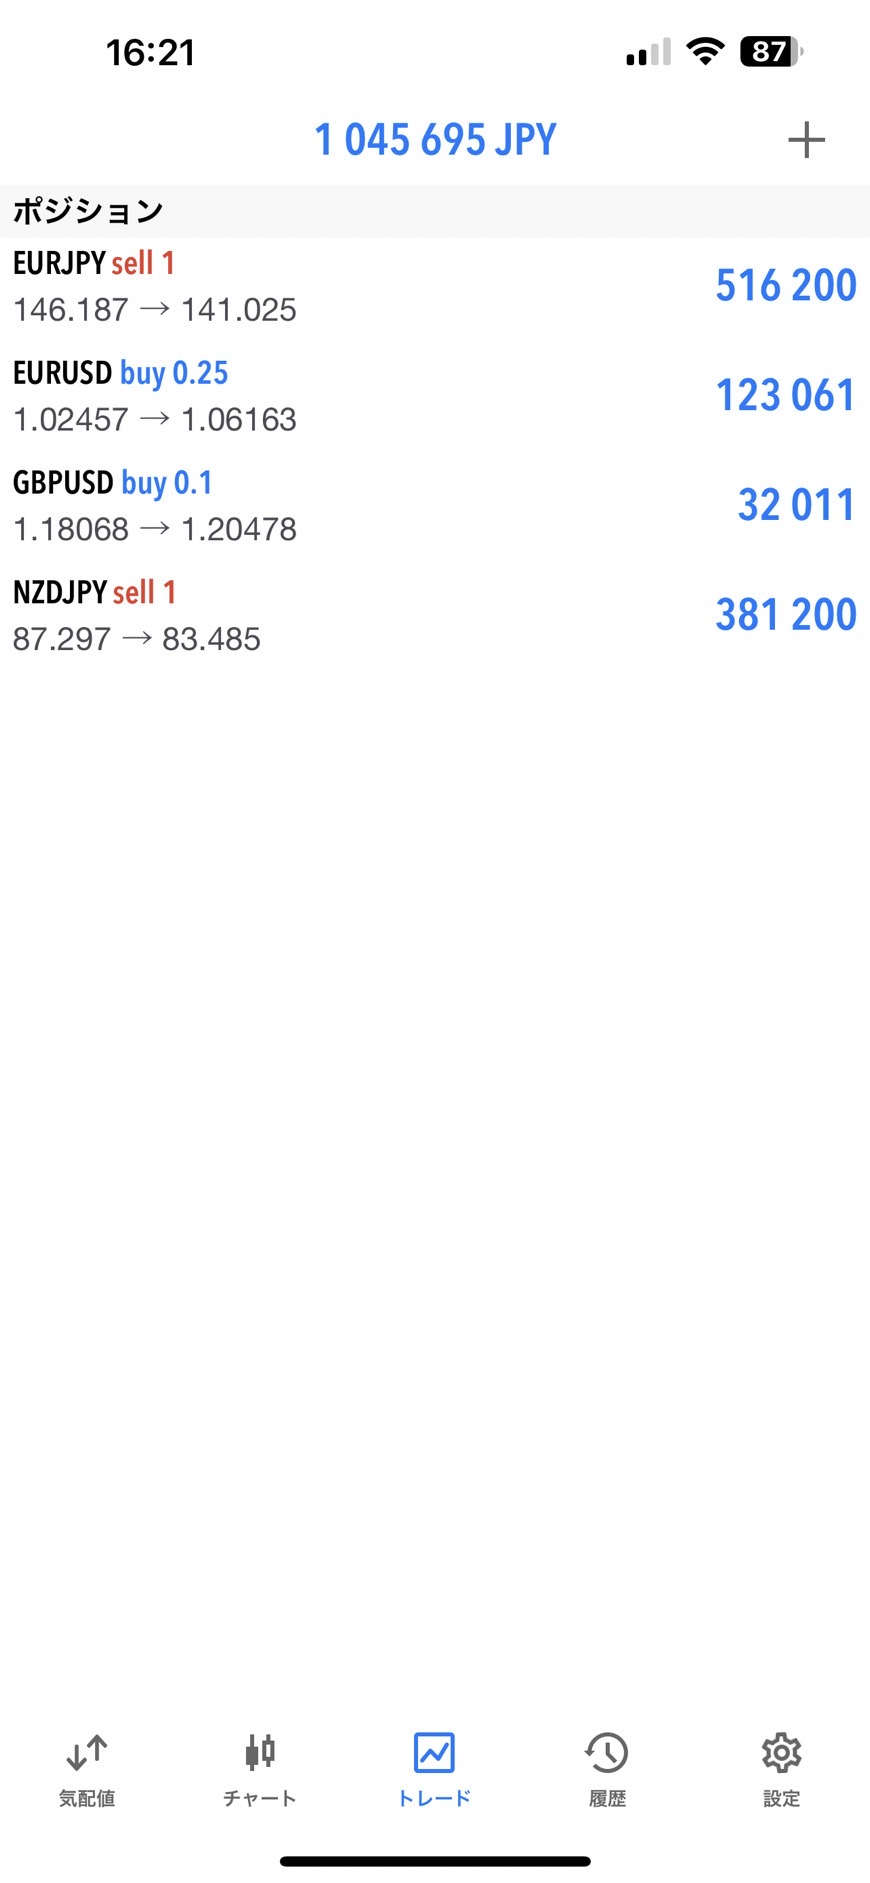 16:21
87
1 045 695 JPY
ポジション
EURJPY sell 1
146.187 → 141.025
516 200
EURUSD buy 0.25
1.02457 → 1.06163
123 061
GBPUSD buy 0.1
1.18068 → 1.20478
32 011
NZDJPY sell 1
87.297 → 83.485
381 200
気配値 チャート トレード 履歴 設定